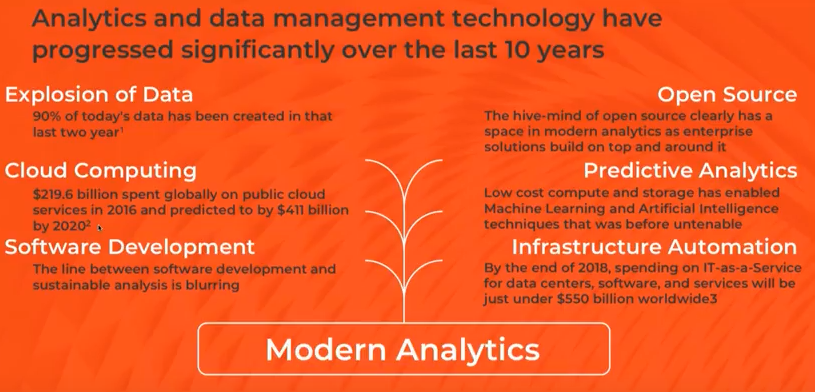 Analytics and data management technology have
progressed significantly over the last 10 years
Explosion of Data
90% of today's data has been created in that
last two year¹
Cloud Computing
$219.6 billion spent globally on public cloud
services in 2016 and predicted to by $411 billion
by 2020²
Software Development
The line between software development and
sustainable analysis is blurring
Open Source
The hive-mind of open source clearly has a
space in modern analytics as enterprise
solutions build on top and around it
Predictive Analytics
Low cost compute and storage has enabled
Machine Learning and Artificial Intelligence
techniques that was before untenable
Infrastructure Automation
By the end of 2018, spending on IT-as-a-Service
for data centers, software, and services will be
just under $550 billion worldwide3
Modern Analytics